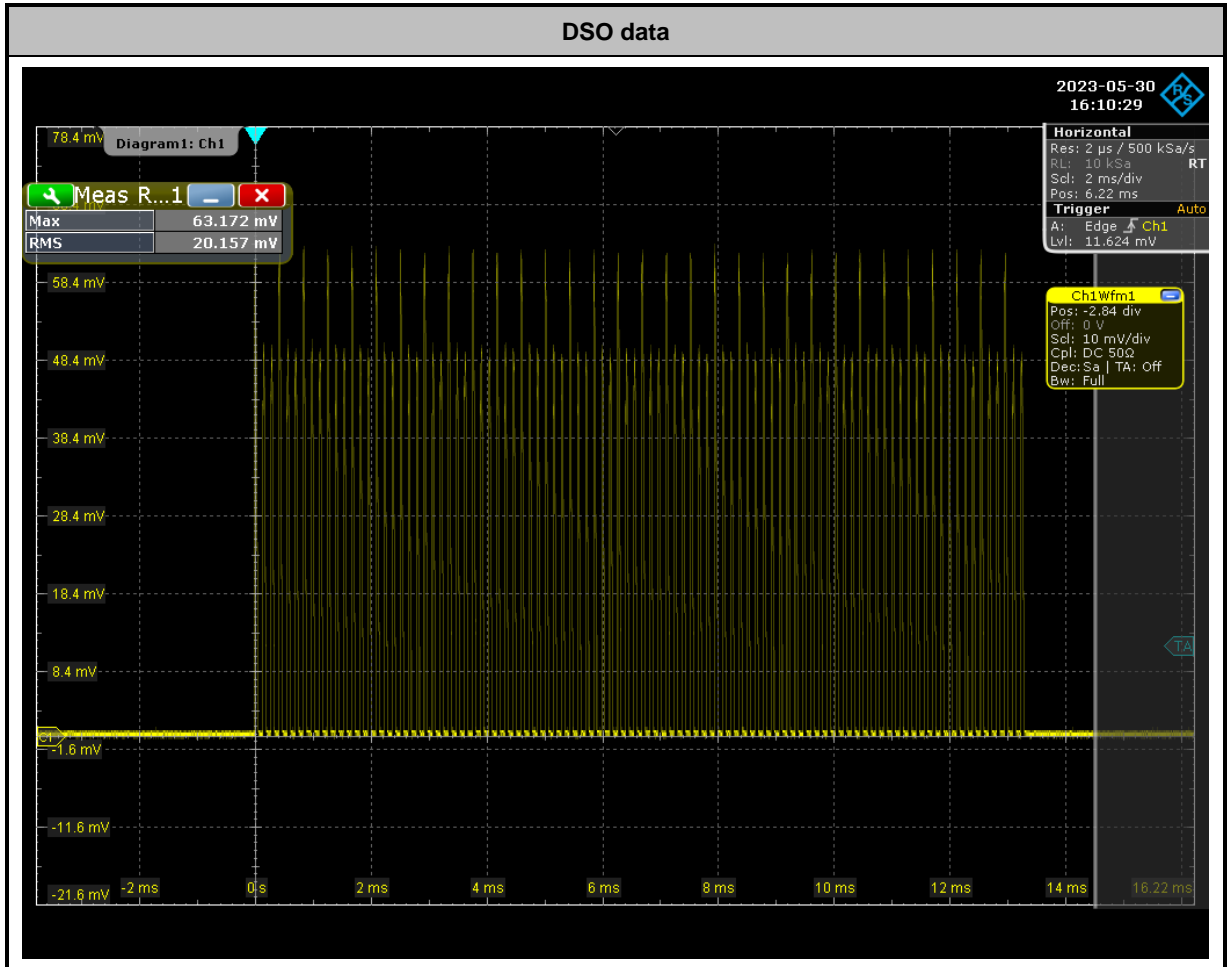 DSO data
2023-05-30
16:10:29
78.4 mV
Diagram1: Ch1
Horizontal
Res: 2 µs / 500 kSa/s
RL: 10 kSa RT
Scl: 2 ms/div
Pos: 6.22 ms
Trigger Auto
A: Edge Ch1
Lvl: 11.624 mV
Meas R...1
Max 63.172 mV
RMS 20.157 mV
58.4 mV
Ch1Wfm1
Pos: -2.84 div
Off: 0 V
Scl: 10 mV/div
Cpl: DC 50Ω
Dec: Sa | TA: Off
Bw: Full
48.4 mV
38.4 mV
28.4 mV
18.4 mV
TA
8.4 mV
C1
-1.6 mV
-11.6 mV
-21.6 mV
-2 ms 0 s 2 ms 4 ms 6 ms 8 ms 10 ms 12 ms 14 ms 16.22 ms